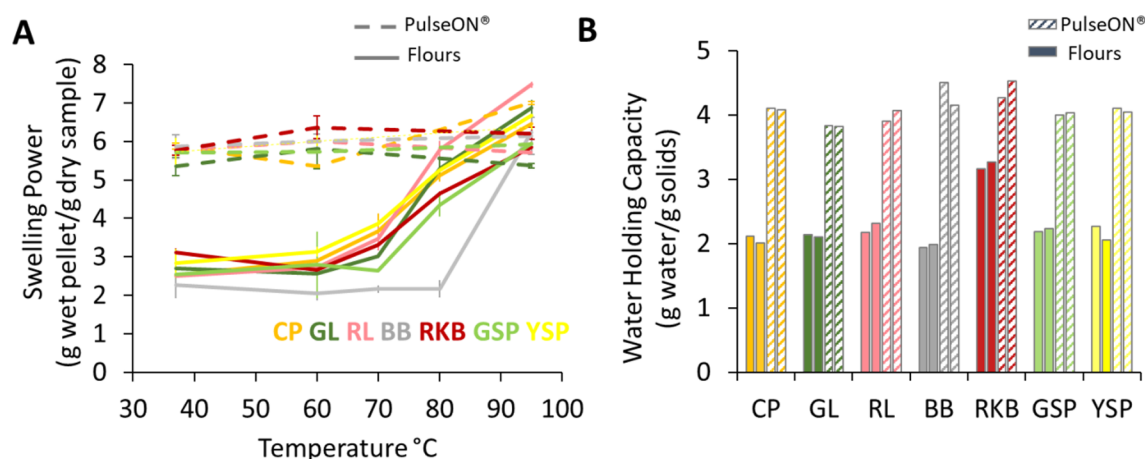 A
PulseON®
Flours
Swelling Power
(g wet pellet/g dry sample)
8
7
6
5
4
3
2
1
0
CP GL RL BB RKB GSP YSP
30 40 50 60 70 80 90 100
Temperature °C
B
PulseON®
Flours
Water Holding Capacity
(g water/g solids)
5
4
3
2
1
0
CP GL RL BB RKB GSP YSP